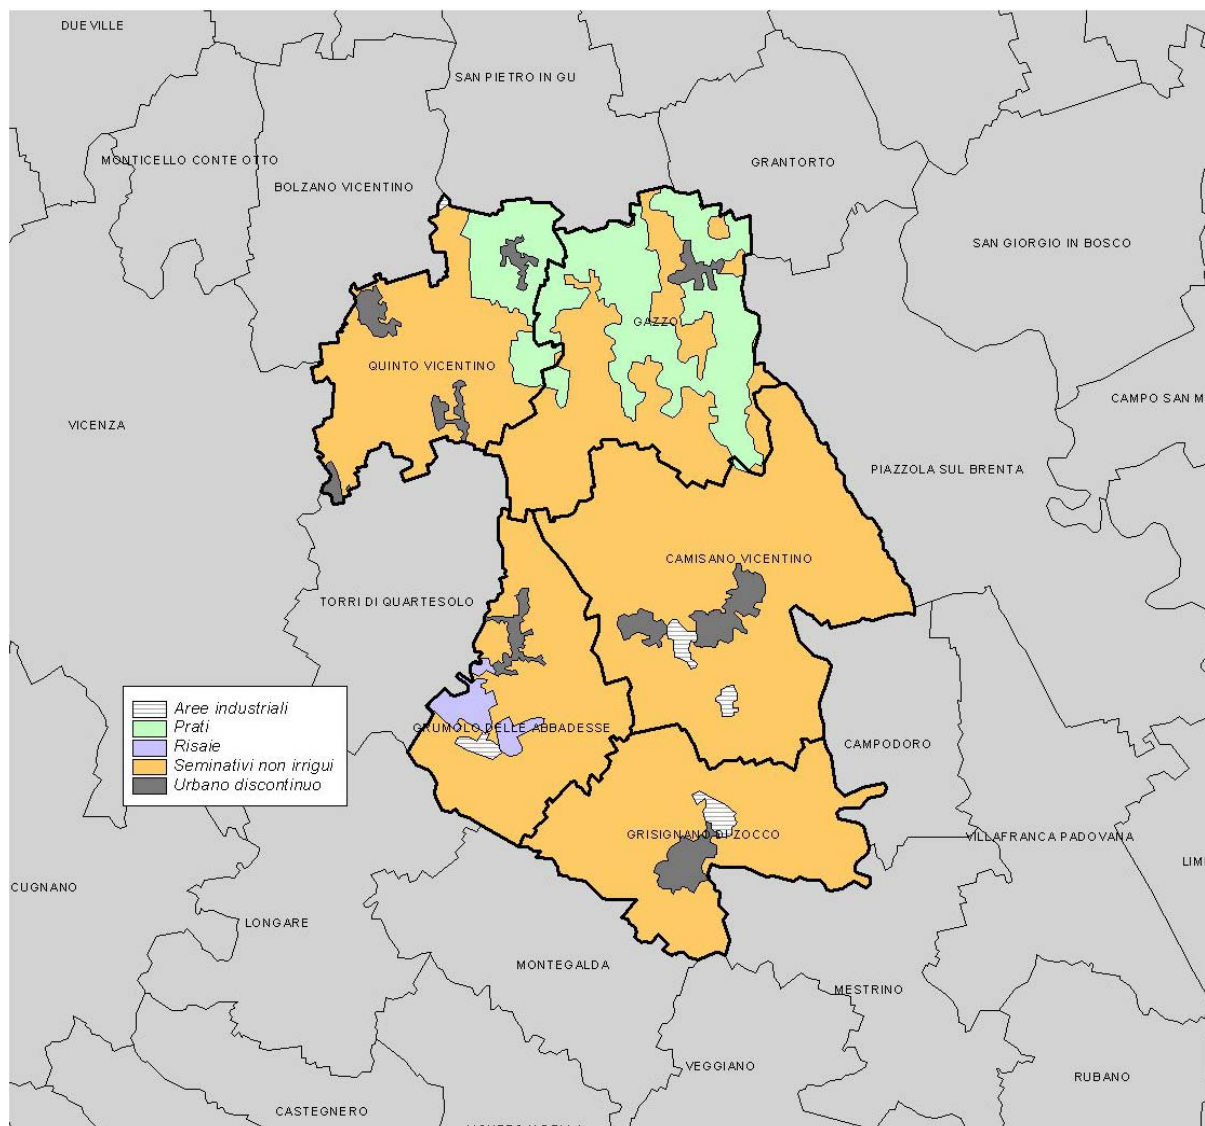 DUEVILLE
SAN PIETRO IN GU
MONTICELLO CONTE OTTO
GRANTORTO
BOLZANO VICENTINO
SAN GIORGIO IN BOSCO
GAZZO
QUINTO VICENTINO
CAMPO SAN M
VICENZA
PIAZZOLA SUL BRENTA
CAMISANO VICENTINO
TORRI DI QUARTESOLO
Aree industriali
Prati
Risaie
Seminativi non irrigui
Urbano discontinuo
GRUMOLO DELLE ABBADESSE
CAMPODORO
GRISIGNANO DI ZOCCO
VILLAFRANCA PADOVANA
LIM
CUGNANO
LONGARE
MONTEGALDA
MESTRINO
VEGGIANO
RUBANO
CASTEGNERO